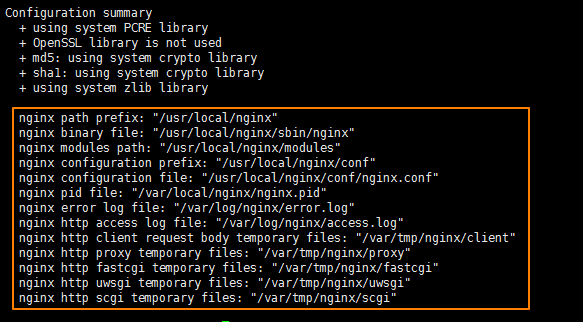 Configuration summary
+ using system PCRE library
+ OpenSSL library is not used
+ md5: using system crypto library
+ sha1: using system crypto library
+ using system zlib library
nginx path prefix: "/usr/local/nginx"
nginx binary file: "/usr/local/nginx/sbin/nginx"
nginx modules path: "/usr/local/nginx/modules"
nginx configuration prefix: "/usr/local/nginx/conf"
nginx configuration file: "/usr/local/nginx/conf/nginx.conf"
nginx pid file: "/var/local/nginx/nginx.pid"
nginx error log file: "/var/log/nginx/error.log"
nginx http access log file: "/var/log/nginx/access.log"
nginx http client request body temporary files: "/var/tmp/nginx/client"
nginx http proxy temporary files: "/var/tmp/nginx/proxy"
nginx http fastcgi temporary files: "/var/tmp/nginx/fastcgi"
nginx http uwsgi temporary files: "/var/tmp/nginx/uwsgi"
nginx http scgi temporary files: "/var/tmp/nginx/scgi"